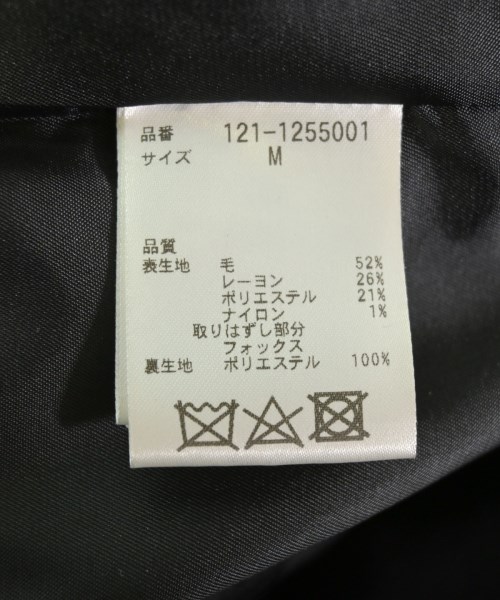 品番 121-1255001
サイズ M
品質
表生地 毛 52%
レーヨン 26%
ポリエステル 21%
ナイロン 1%
取りはずし部分
フォックス
裏生地 ポリエステル 100%